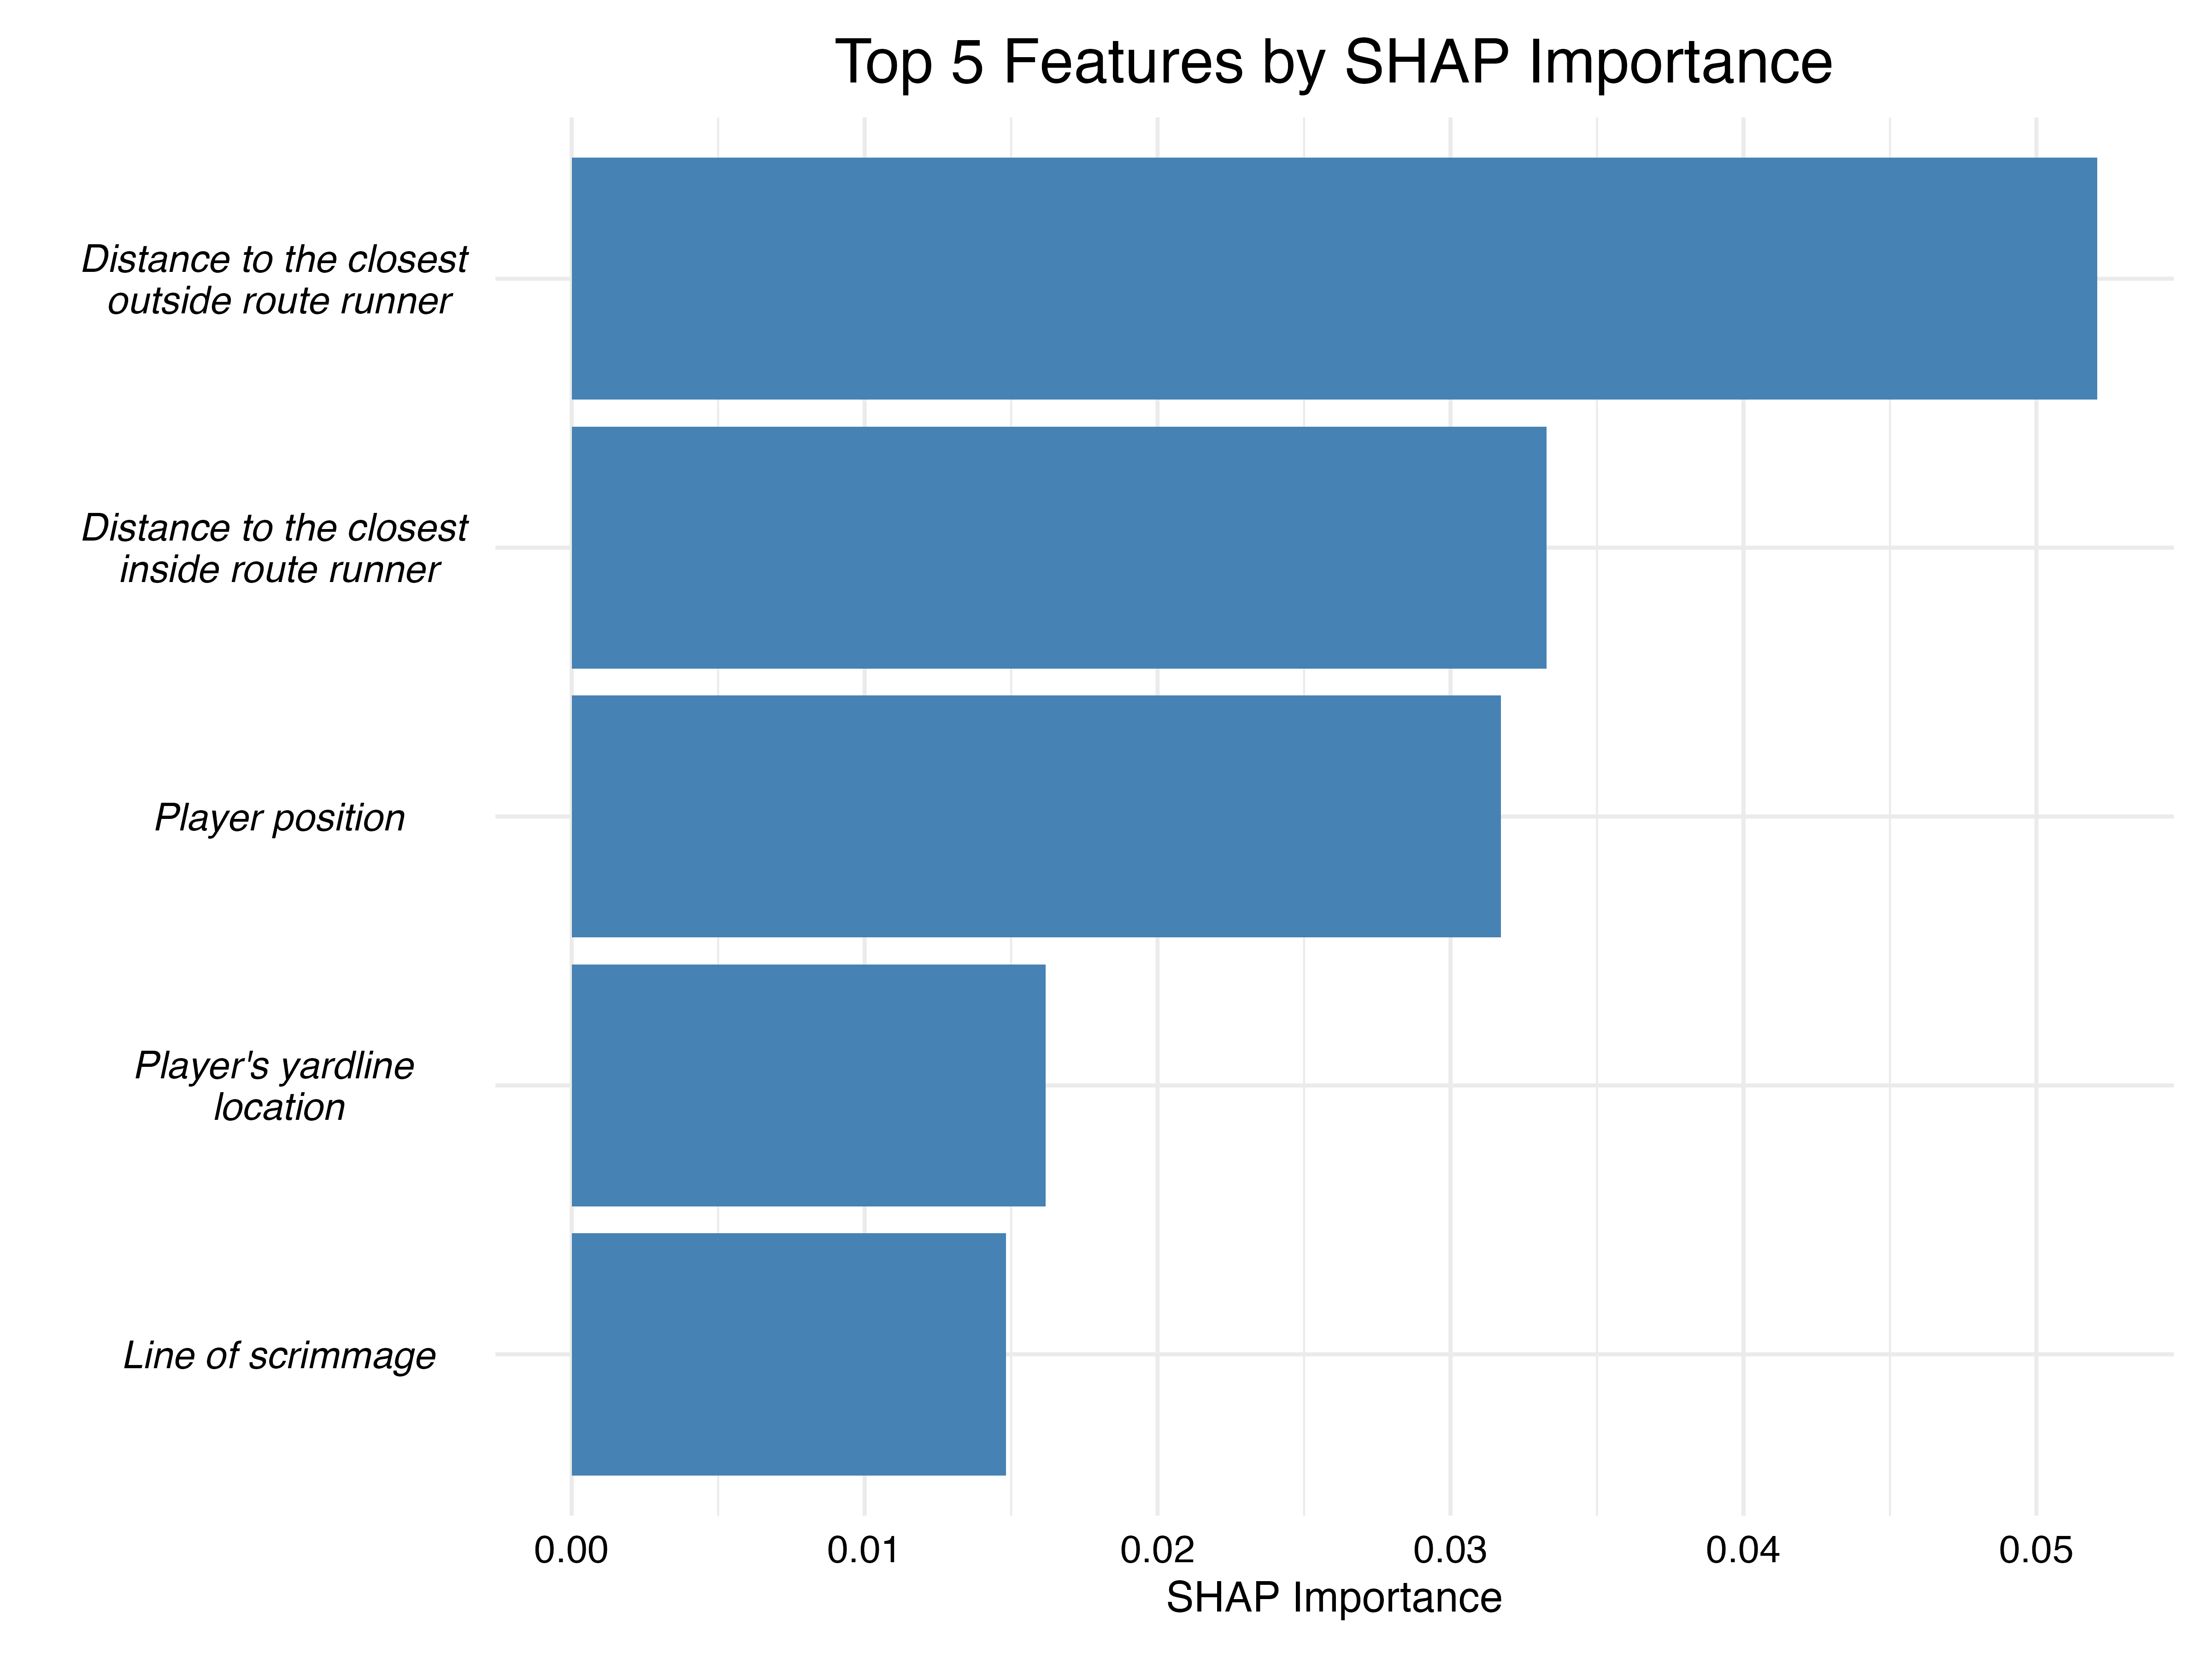 Top 5 Features by SHAP Importance
Distance to the closest
outside route runner
Distance to the closest
inside route runner
Player position
Player's yardline
location
Line of scrimmage
0.00 0.01 0.02 0.03 0.04 0.05
SHAP Importance